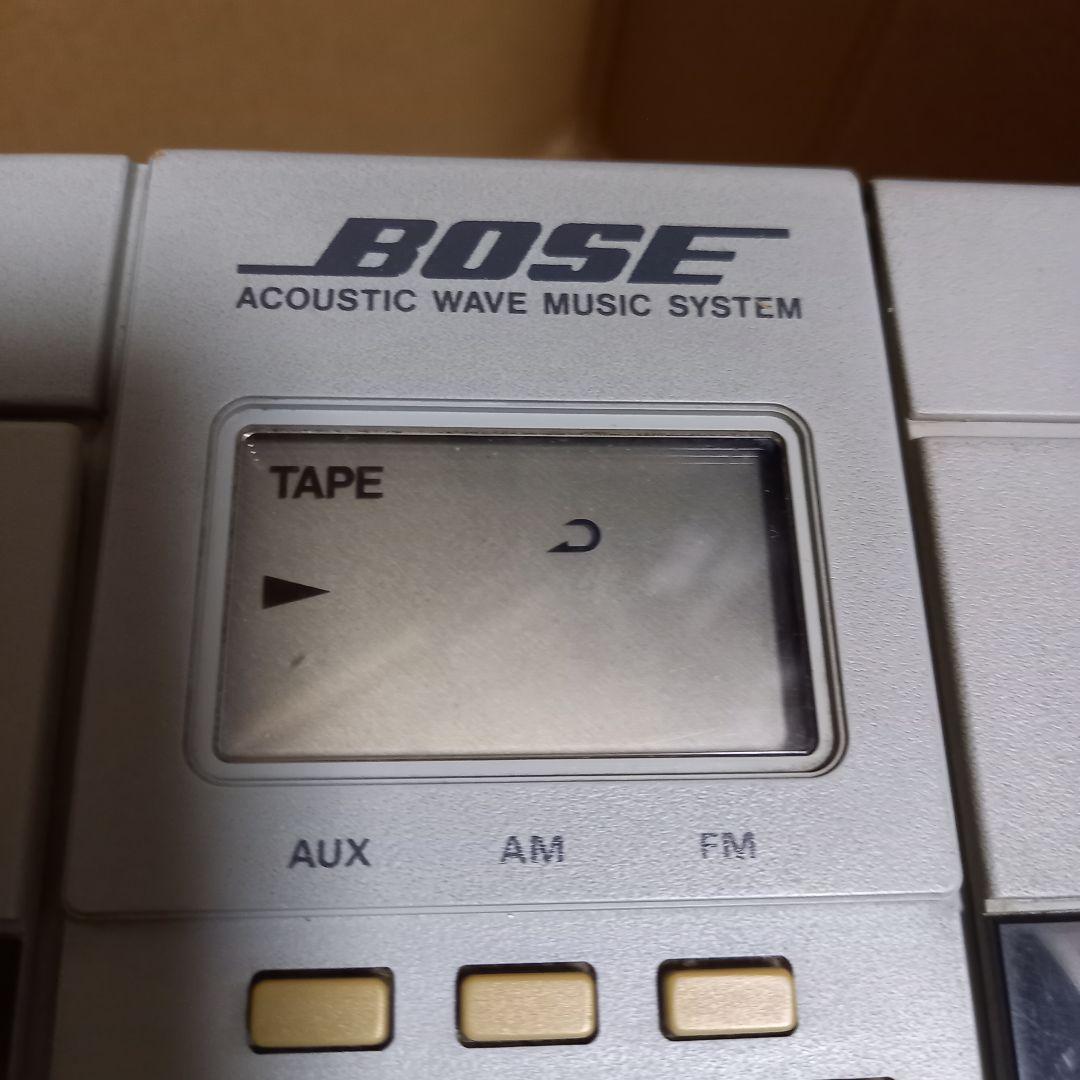 BOSE
ACOUSTIC WAVE MUSIC SYSTEM
TAPE
AUX AM FM